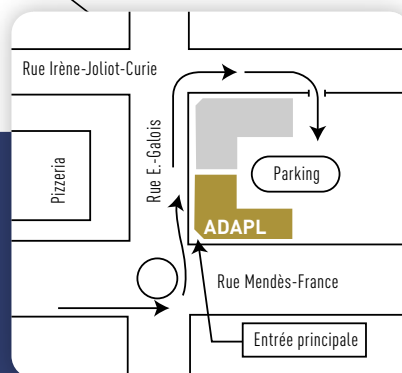 Rue Irène-Joliot-Curie
Pizzeria
Rue E.-Galois
Parking
ADAPL
Rue Mendès-France
Entrée principale